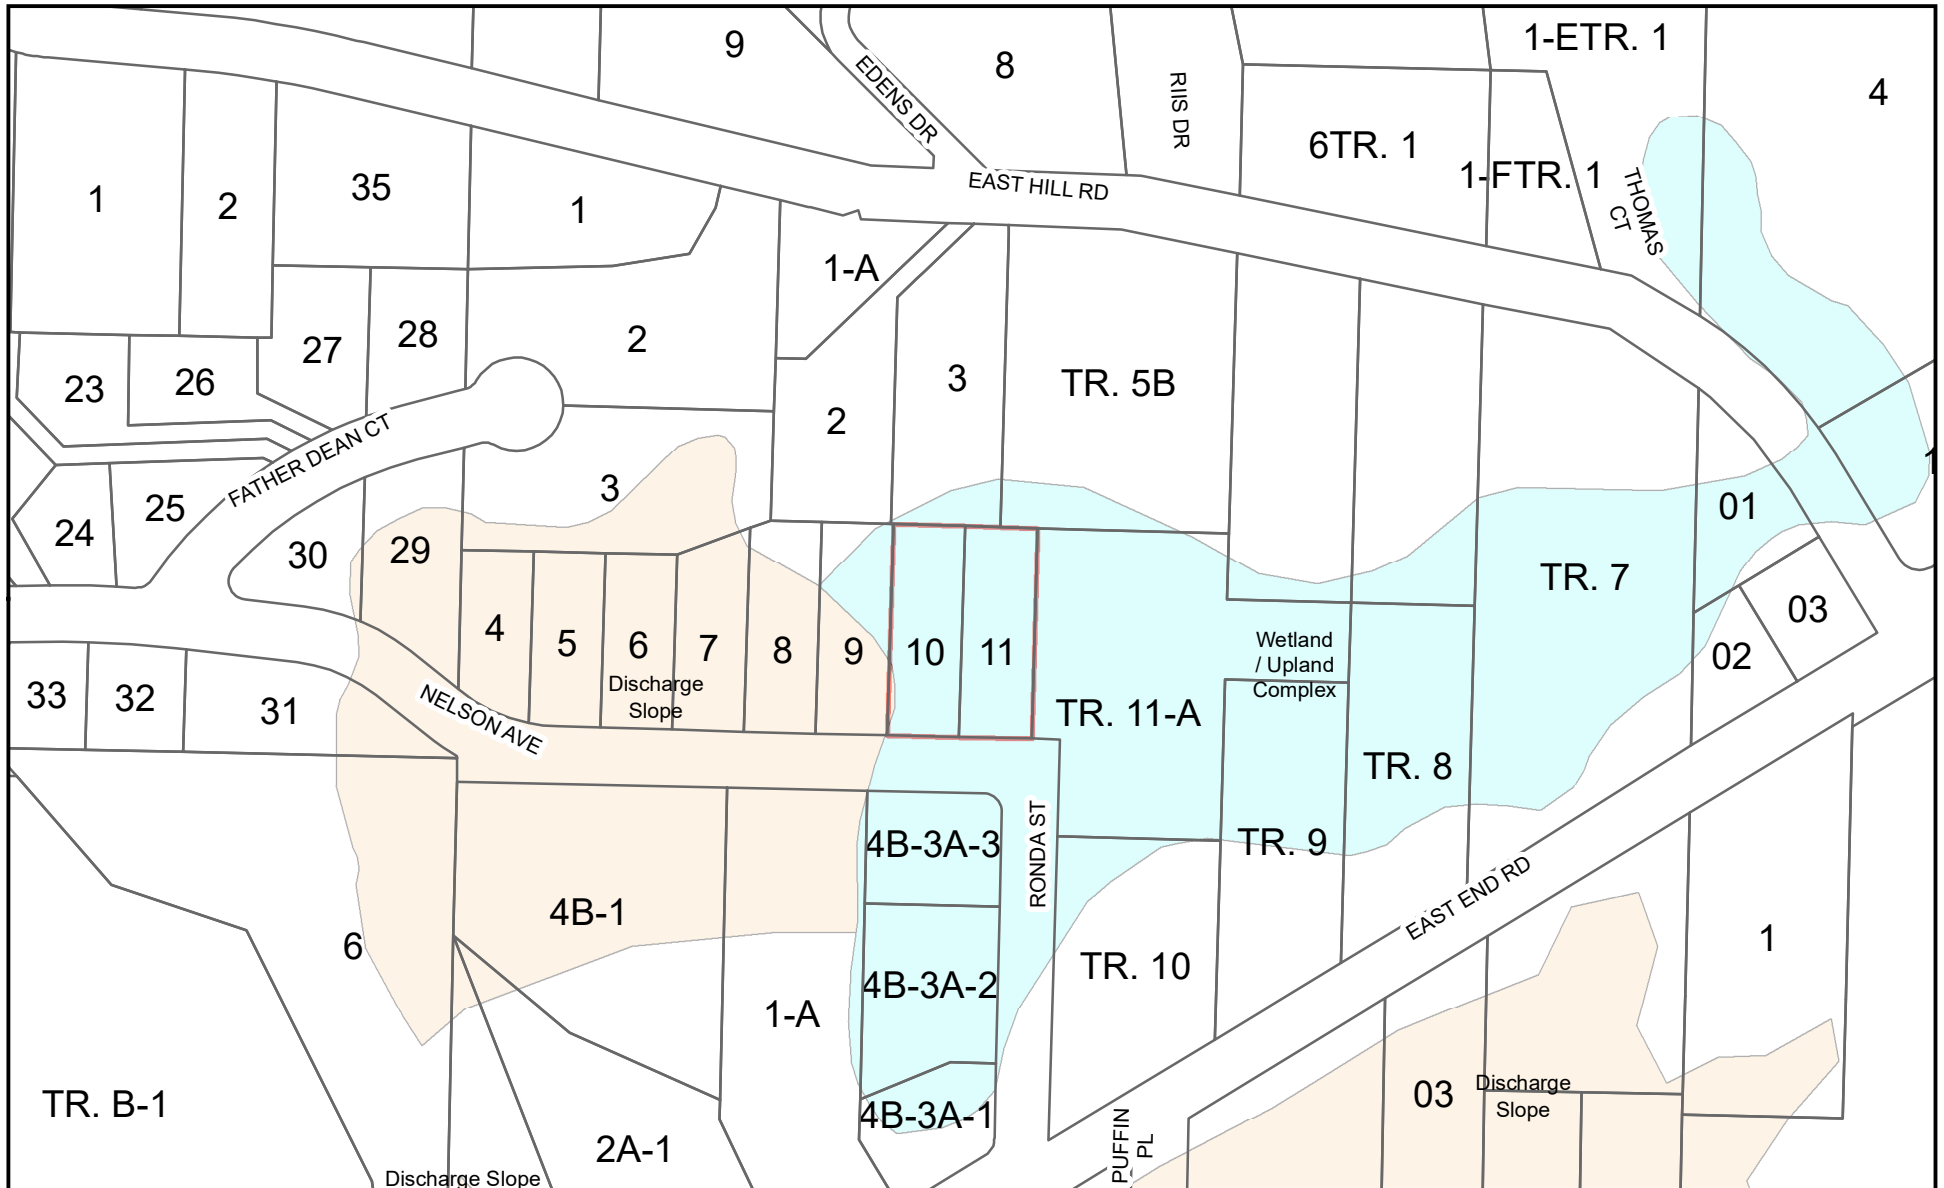 9
8
1-ETR. 1
4
EDENS DR
RIIS DR
6TR. 1
1-FTR. 1
THOMAS
CT
EAST HILL RD
1
2
35
1
1-A
27
28
2
23
26
2
3
TR. 5B
FATHER DEAN CT
24
25
30
29
3
1
01
TR. 7
03
02
4
5
6
7
8
9
10
11
Discharge
Slope
Wetland
/ Upland
Complex
33
32
31
NELSON AVE
TR. 11-A
TR. 8
4B-3A-3
RONDA ST
TR. 9
EAST END RD
6
4B-1
1-A
4B-3A-2
TR. 10
1
TR. B-1
2A-1
4B-3A-1
PUFFIN
PL
03
Discharge
Slope
Discharge Slope